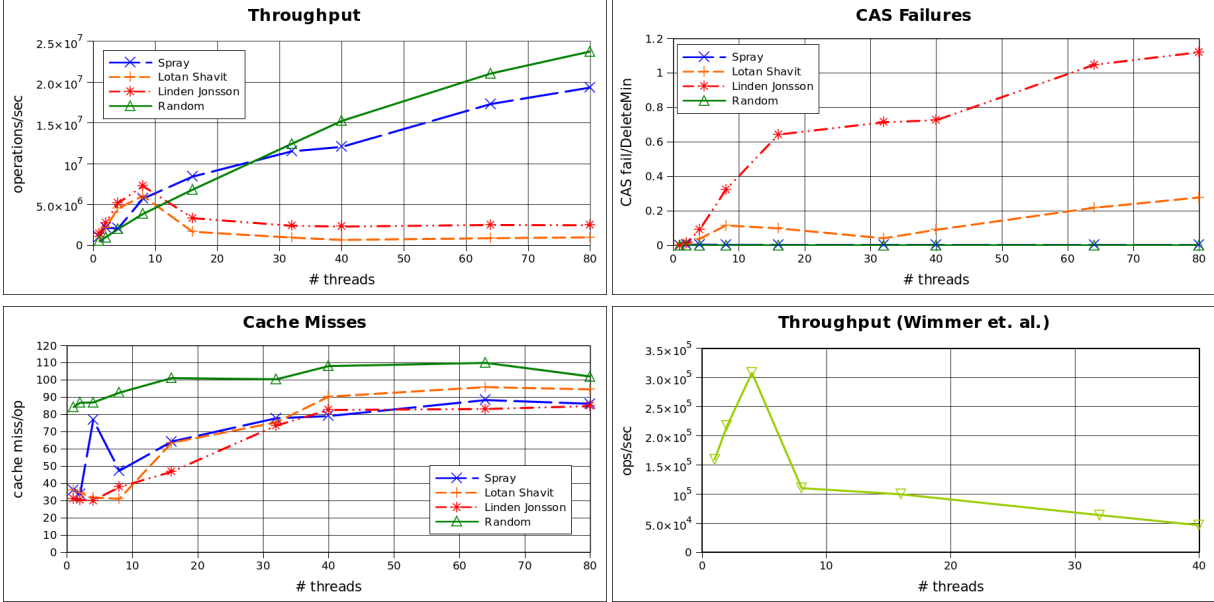 Throughput
2.5×10^7
2.0×10^7
1.5×10^7
10^7
5.0×10^6
0
operations/sec
Spray
Lotan Shavit
Linden Jonsson
Random
0 10 20 30 40 50 60 70 80
# threads
CAS Failures
1.2
1
0.8
0.6
0.4
0.2
0
CAS fail/DeleteMin
Spray
Lotan Shavit
Linden Jonsson
Random
0 10 20 30 40 50 60 70 80
# threads
Cache Misses
120
110
100
90
80
70
60
50
40
30
20
10
0
cache miss/op
Spray
Lotan Shavit
Linden Jonsson
Random
0 10 20 30 40 50 60 70 80
# threads
Throughput (Wimmer et. al.)
3.5×10^5
3.0×10^5
2.5×10^5
2.0×10^5
1.5×10^5
10^5
5.0×10^4
0
ops/sec
0 10 20 30 40
# threads